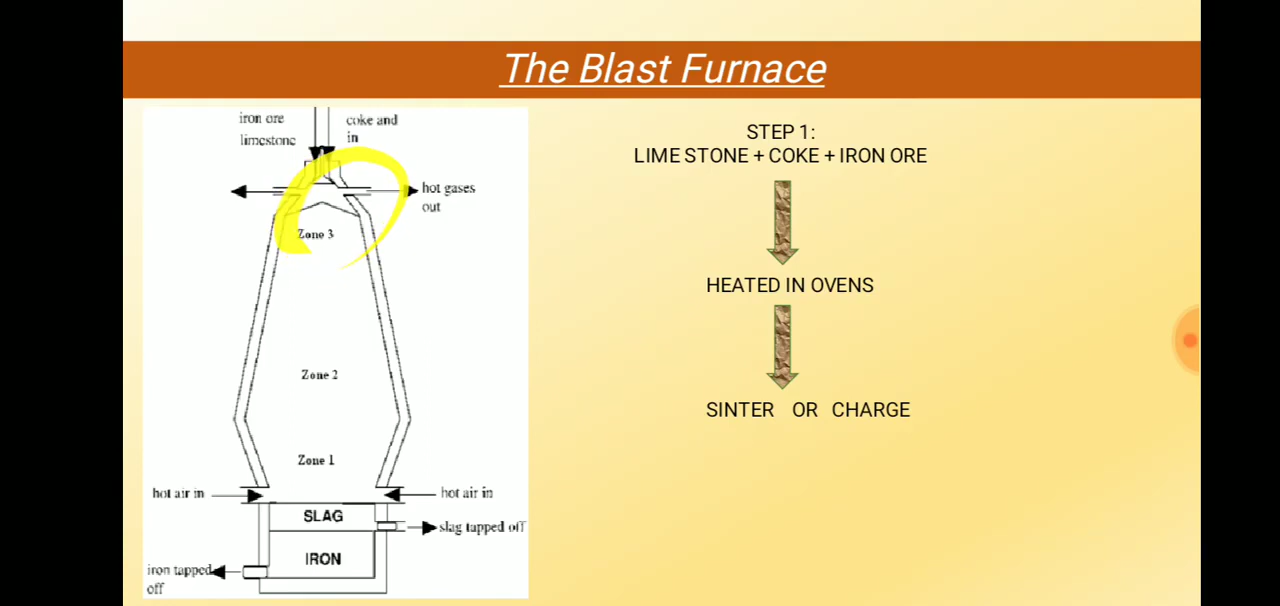 The Blast Furnace
iron ore
limestone
coke and
in
hot gases
out
Zone 3
Zone 2
Zone 1
hot air in
hot air in
SLAG
slag tapped off
IRON
iron tapped
off
STEP 1:
LIME STONE + COKE + IRON ORE
HEATED IN OVENS
SINTER OR CHARGE